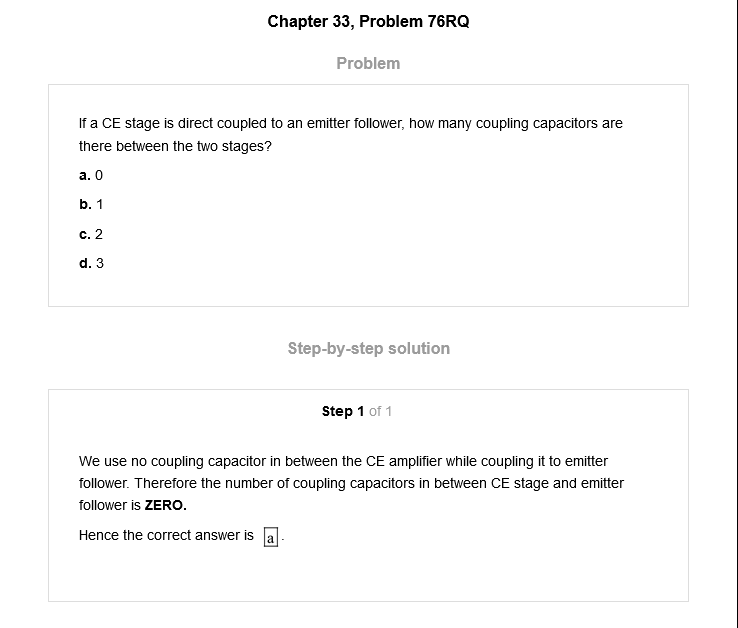 Chapter 33, Problem 76RQ
Problem
If a CE stage is direct coupled to an emitter follower, how many coupling capacitors are
there between the two stages?
a. 0
b. 1
c. 2
d. 3
Step-by-step solution
Step 1 of 1
We use no coupling capacitor in between the CE amplifier while coupling it to emitter
follower. Therefore the number of coupling capacitors in between CE stage and emitter
follower is ZERO.
Hence the correct answer is a.